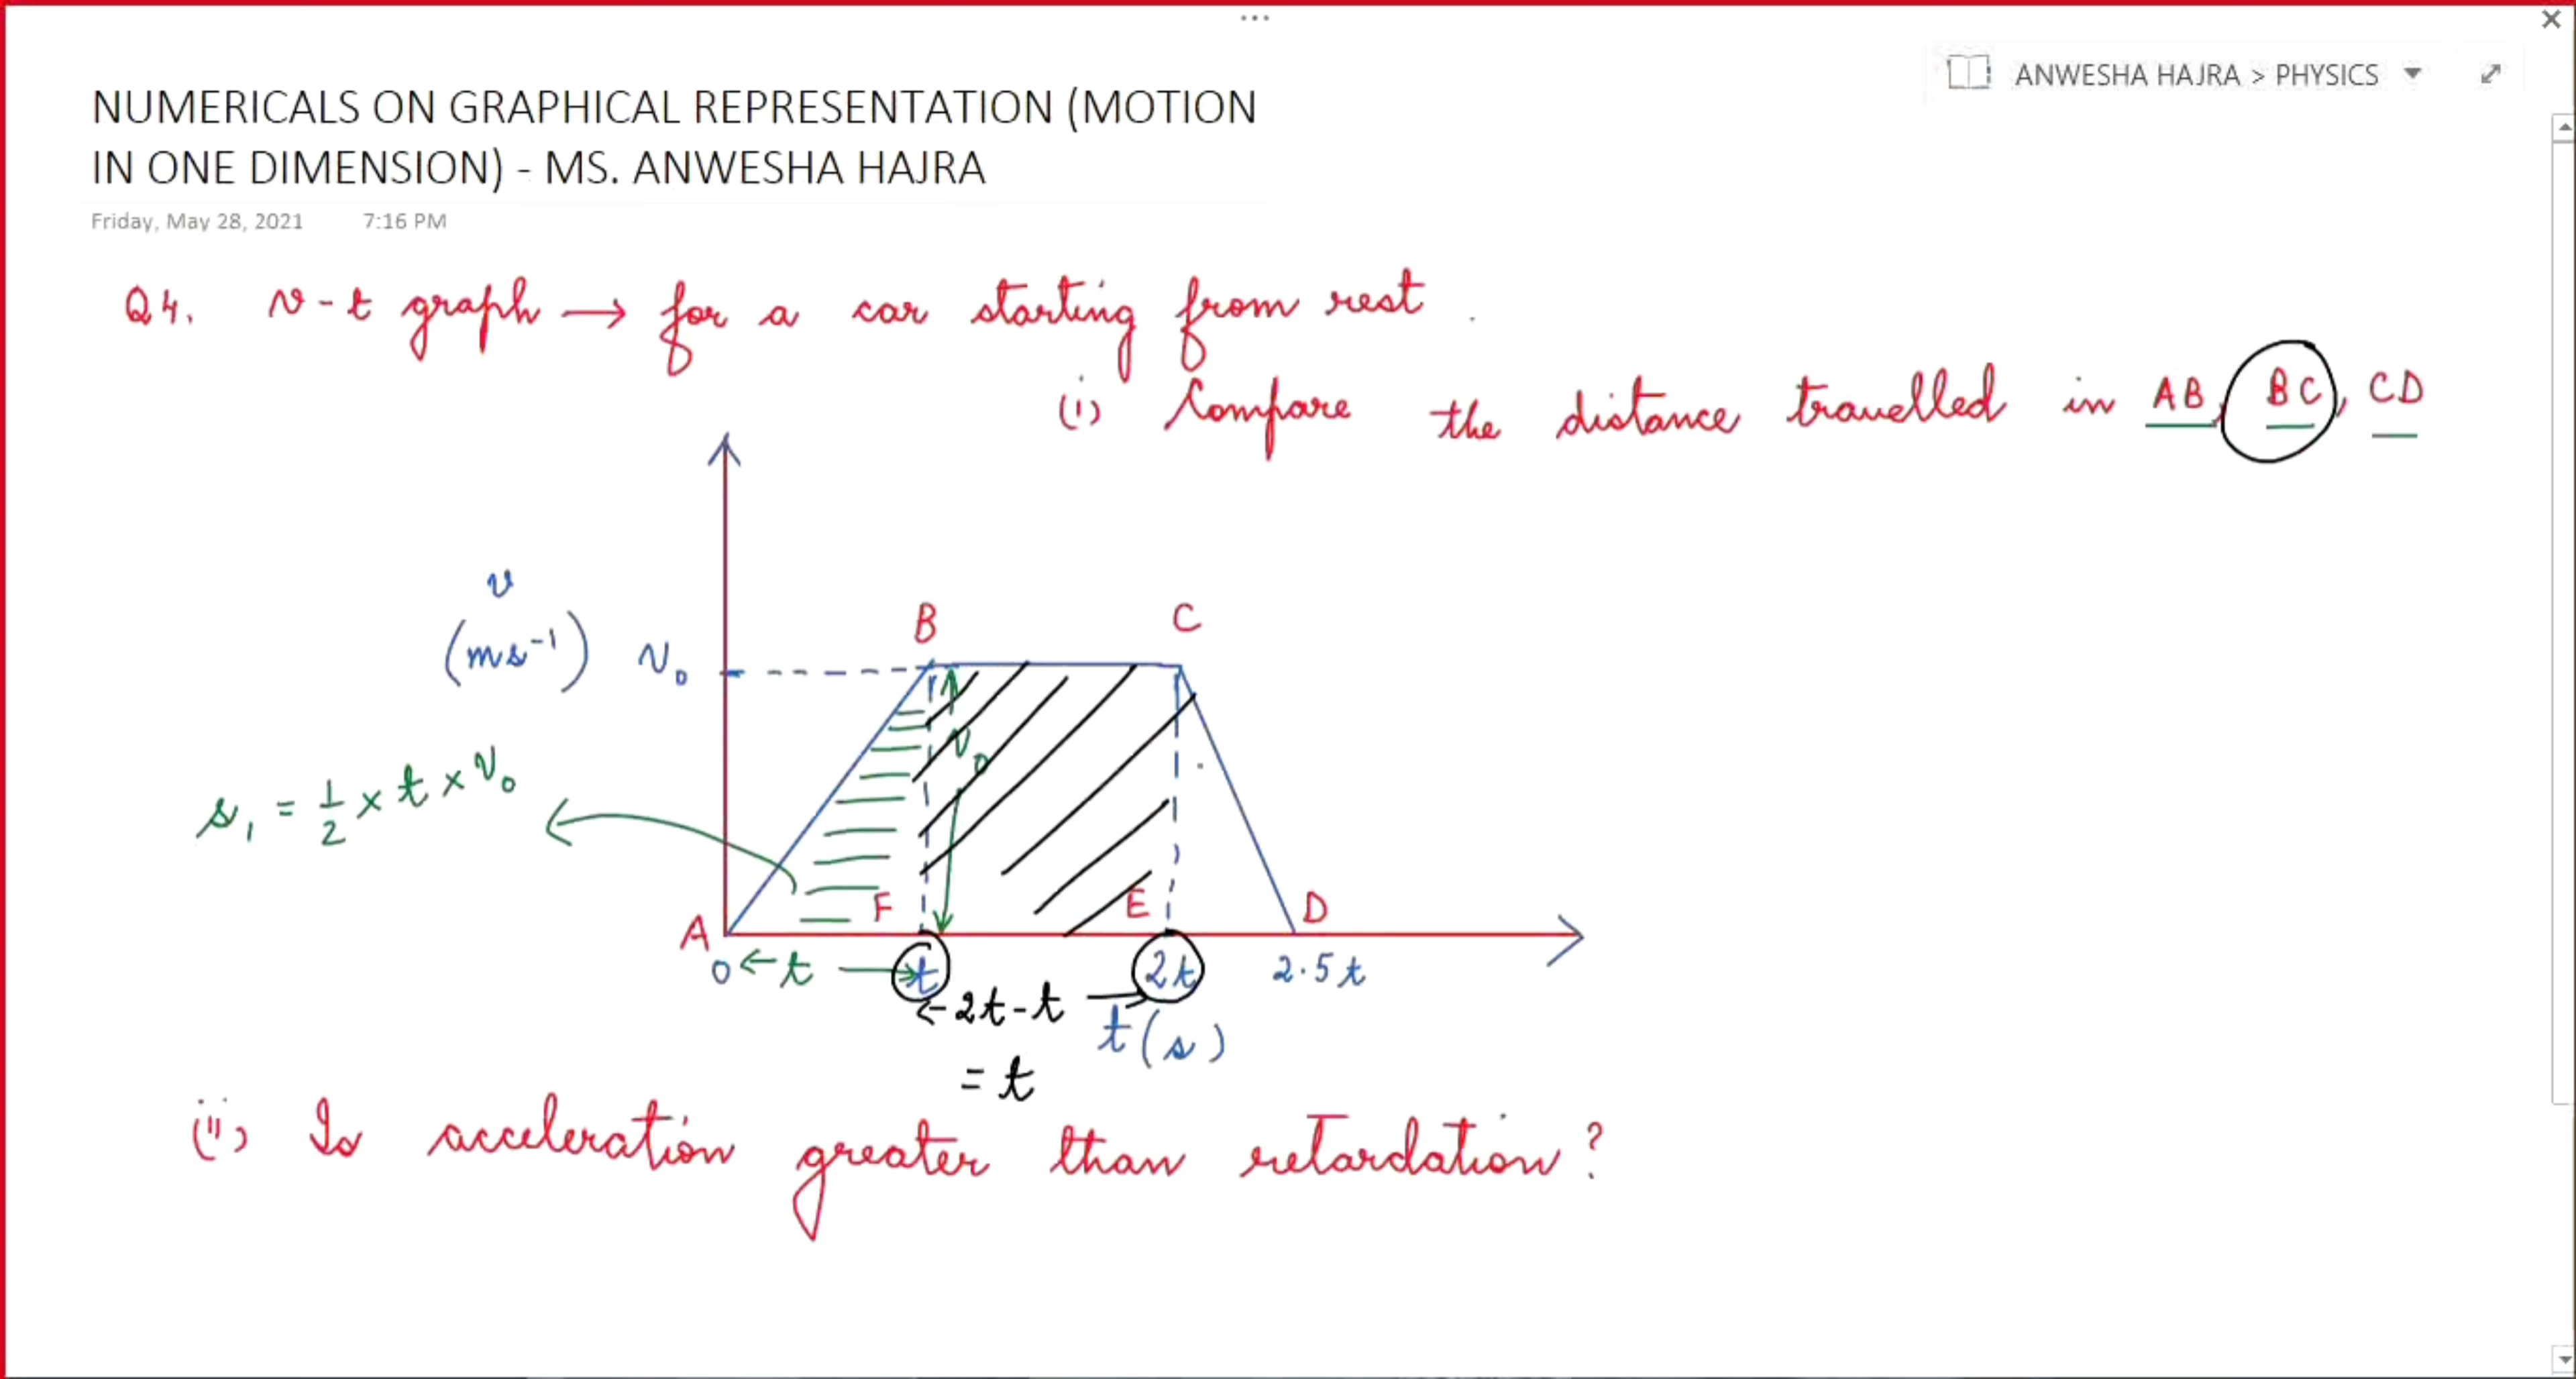 ANWESHA HAJRA > PHYSICS
NUMERICALS ON GRAPHICAL REPRESENTATION (MOTION
IN ONE DIMENSION) - MS. ANWESHA HAJRA
Friday, May 28, 2021 7:16 PM
Q4. v-t graph → for a car starting from rest.
(i) Compare the distance travelled in AB, BC, CD
v
(ms⁻¹)
v₀
B
C
v₀
s₁ = 1/2 × t × v₀
A
F
E
D
0 ← t → t
2t
2.5t
← 2t-t →
= t
t(s)
(ii) Is acceleration greater than retardation?